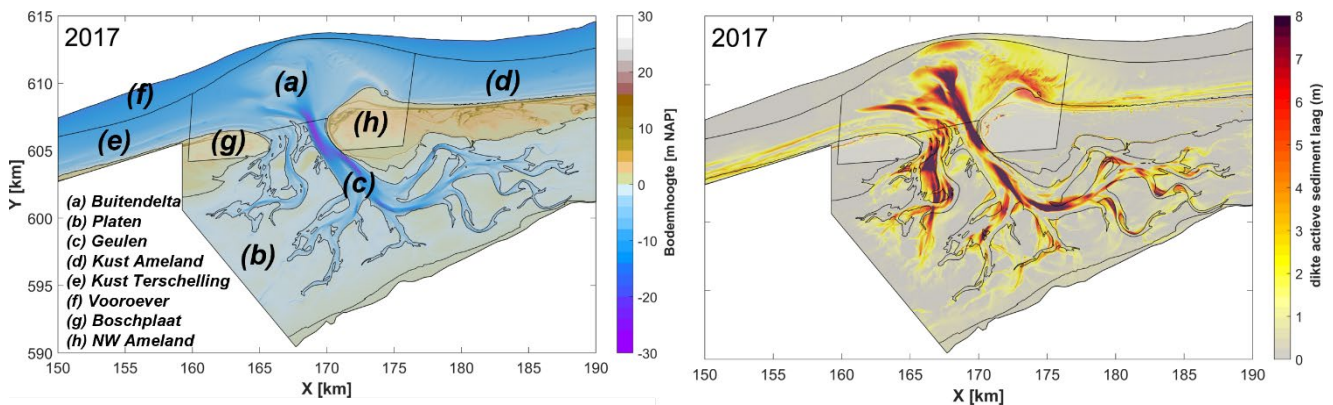 2017
615
610
605
600
595
590
Y [km]
150
155
160
165
170
175
180
185
190
X [km]
(a)
(b)
(c)
(d)
(e)
(f)
(g)
(h)
(a) Buitendelta
(b) Platen
(c) Geulen
(d) Kust Ameland
(e) Kust Terschelling
(f) Vooroever
(g) Boschplaat
(h) NW Ameland
30
20
10
0
-10
-20
-30
Bodemhoogte [m NAP]
2017
150
155
160
165
170
175
180
185
190
X [km]
8
7
6
5
4
3
2
1
0
dikte actieve sediment laag (m)